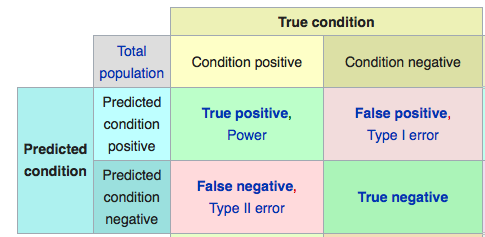 True condition
Total
population
Condition positive
Condition negative
Predicted
condition
Predicted
condition
positive
True positive,
Power
False positive,
Type I error
Predicted
condition
negative
False negative,
Type II error
True negative